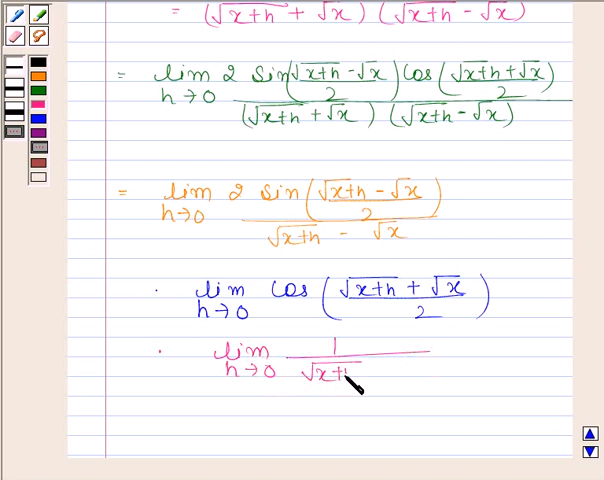 = (√x+h + √x) (√x+h - √x)
= lim h→0 2 sin(√x+h - √x / 2) cos(√x+h + √x / 2) / (√x+h + √x) (√x+h - √x)
= lim h→0 2 sin(√x+h - √x / 2) / √x+h - √x
. lim h→0 cos(√x+h + √x / 2)
. lim h→0 1 / √x+